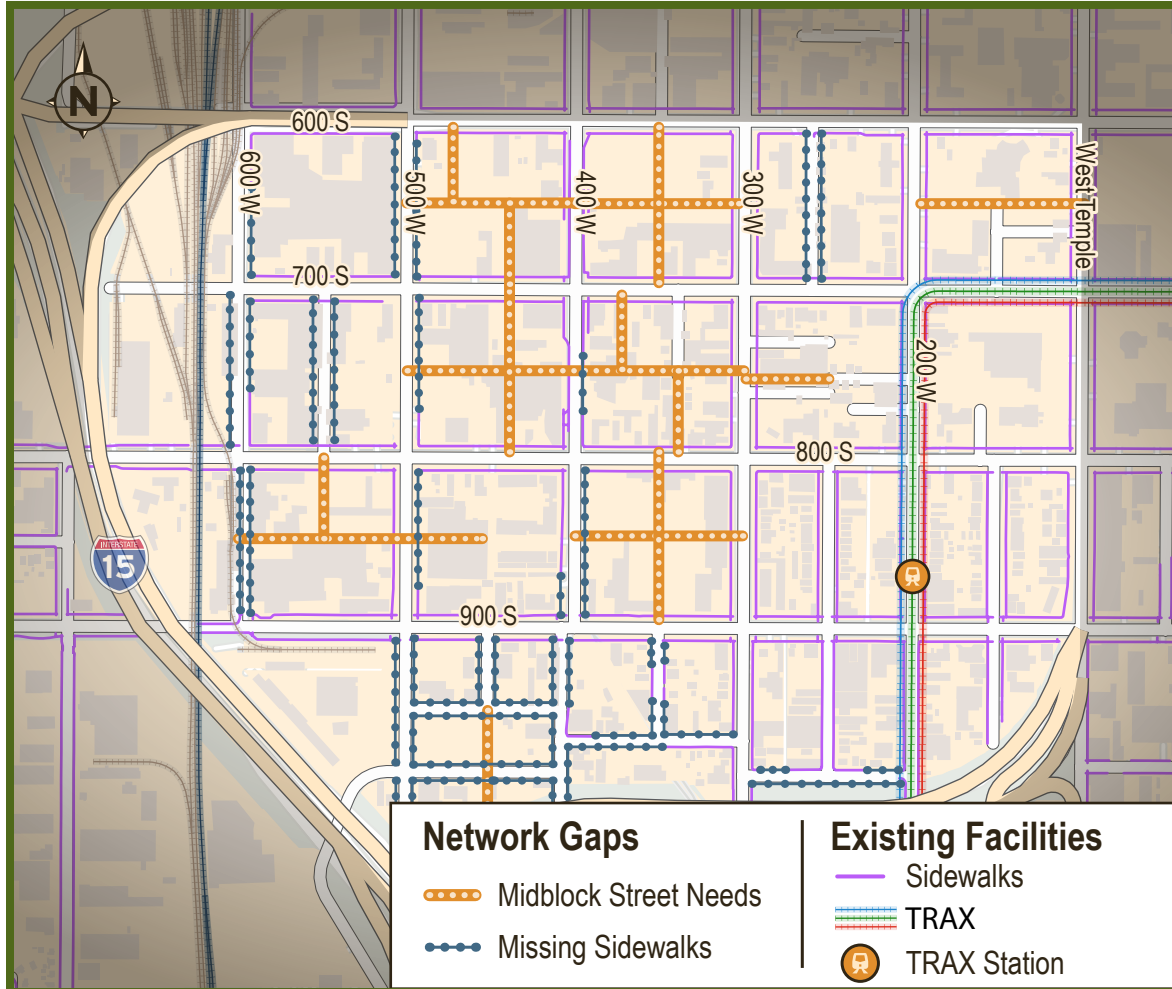 N
600 S
600 W
500 W
400 W
300 W
West Temple
700 S
200 W
800 S
INTERSTATE
15
900 S
Network Gaps
Midblock Street Needs
Missing Sidewalks
Existing Facilities
Sidewalks
TRAX
TRAX Station